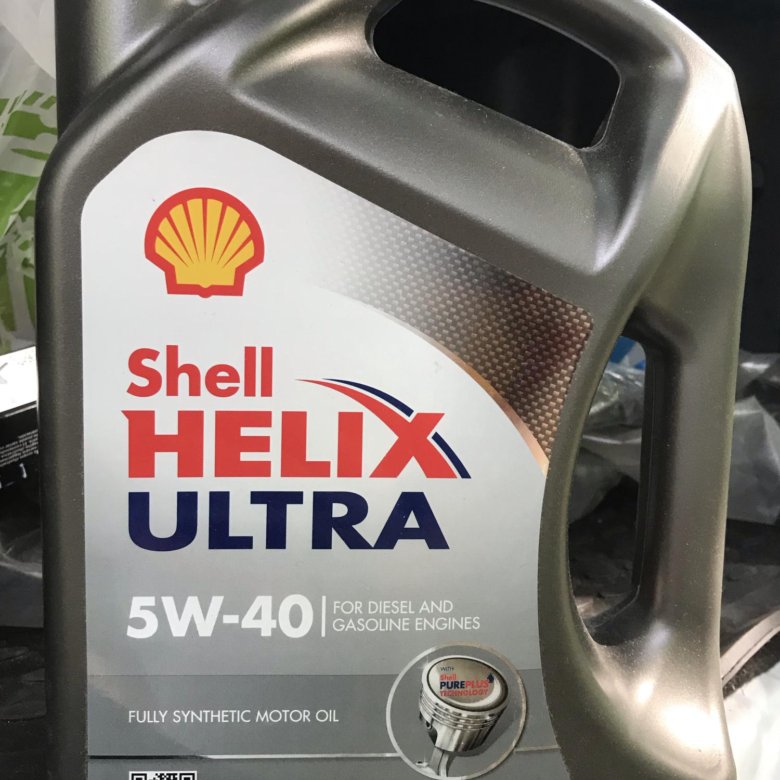 Shell
HELIX
ULTRA
5W-40
FOR DIESEL AND
GASOLINE ENGINES
WITH
Shell
PUREPLUS
TECHNOLOGY
FULLY SYNTHETIC MOTOR OIL